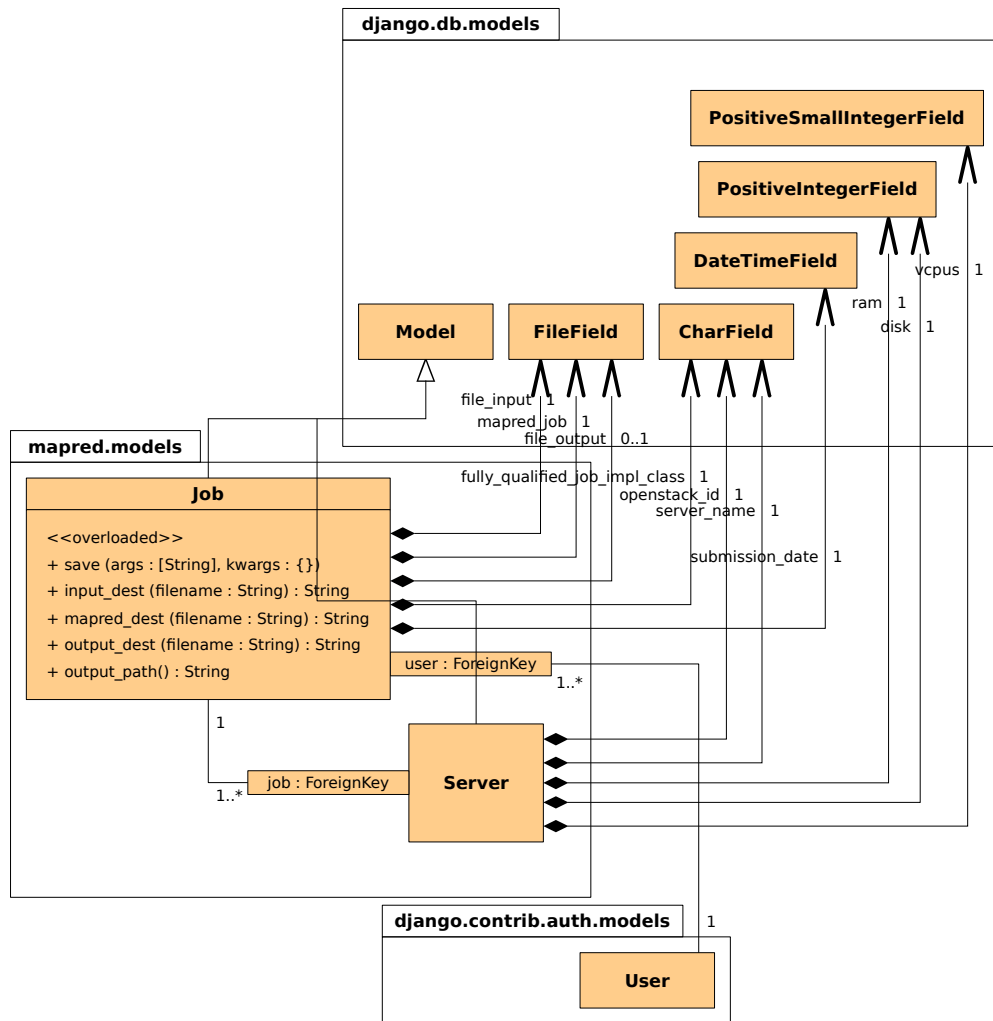 django.db.models
PositiveSmallIntegerField
PositiveIntegerField
DateTimeField
vcpus 1
ram 1
disk 1
Model
FileField
CharField
file_input 1
mapred_job 1
file_output 0..1
mapred.models
fully_qualified_job_impl_class 1
openstack_id 1
server_name 1
submission_date 1
Job
<<overloaded>>
+ save (args : [String], kwargs : {})
+ input_dest (filename : String) : String
+ mapred_dest (filename : String) : String
+ output_dest (filename : String) : String
+ output_path() : String
user : ForeignKey
1..*
1
job : ForeignKey
1..*
Server
django.contrib.auth.models
1
User